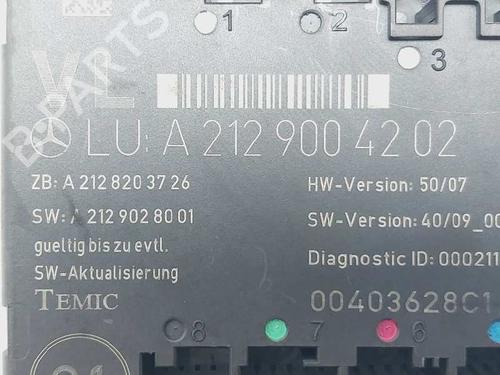 1 2 3
VL
LU: A 212 900 42 02
ZB: A 212 820 37 26
HW-Version: 50/07
SW: A 212 902 80 01
SW-Version: 40/09_00
gueltig bis zu evtl.
Diagnostic ID: 000211
SW-Aktualisierung
TEMIC
00403628C1
8 7 6
B-PARTS